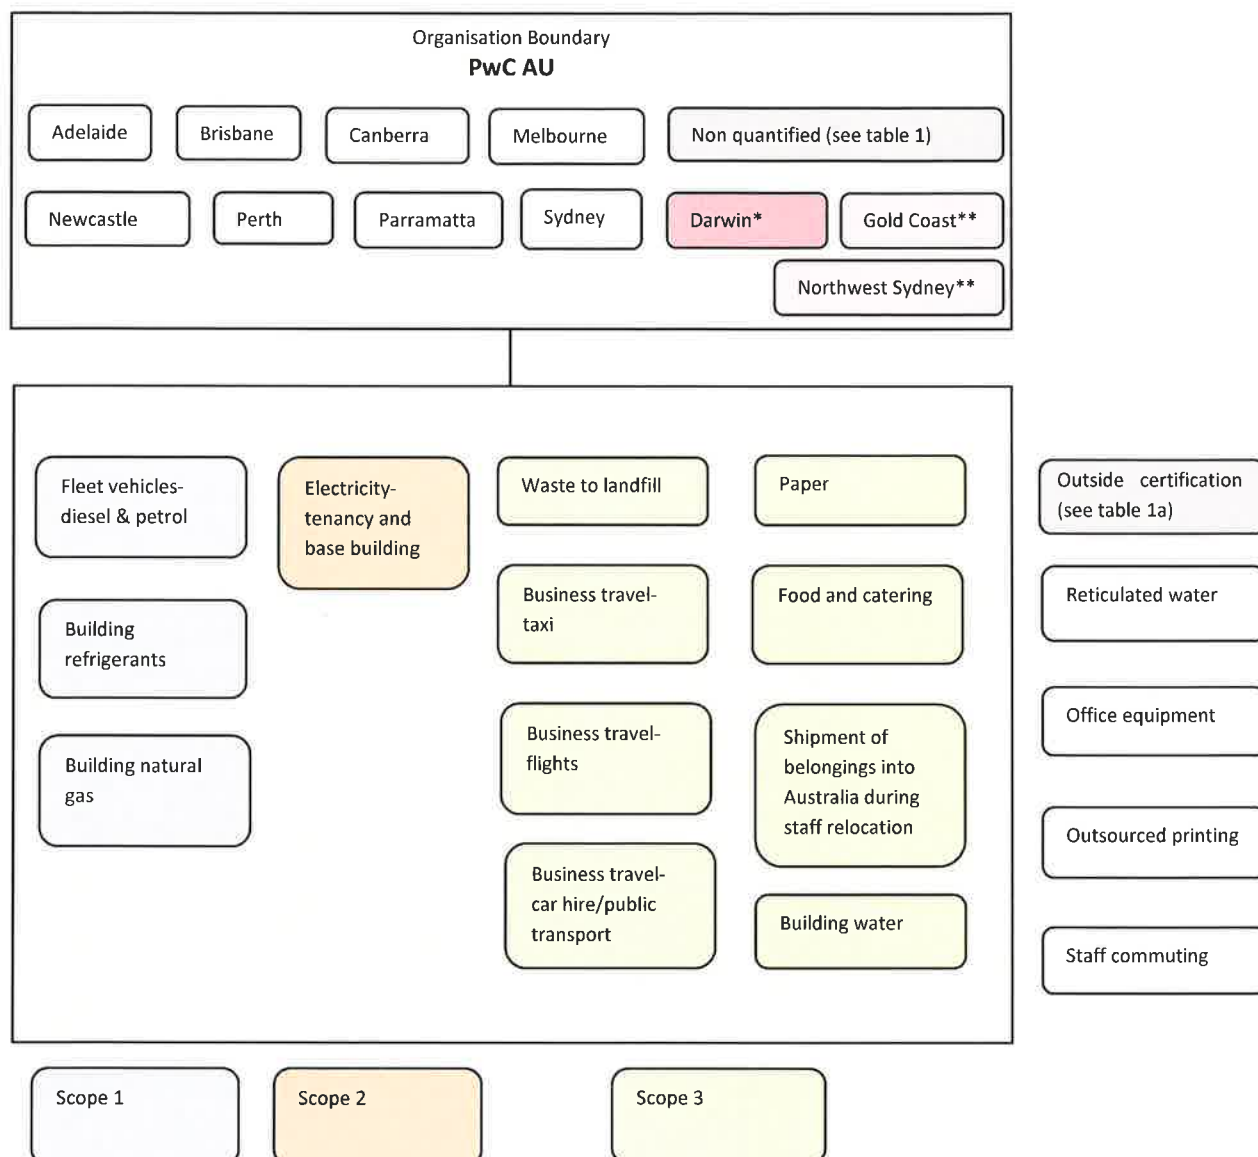 Organisation Boundary
PwC AU
Adelaide
Brisbane
Canberra
Melbourne
Non quantified (see table 1)
Newcastle
Perth
Parramatta
Sydney
Darwin*
Gold Coast**
Northwest Sydney**
Fleet vehicles-
diesel & petrol
Building
refrigerants
Building natural
gas
Electricity-
tenancy and
base building
Waste to landfill
Business travel-
taxi
Business travel-
flights
Business travel-
car hire/public
transport
Paper
Food and catering
Shipment of
belongings into
Australia during
staff relocation
Building water
Outside certification
(see table 1a)
Reticulated water
Office equipment
Outsourced printing
Staff commuting
Scope 1
Scope 2
Scope 3